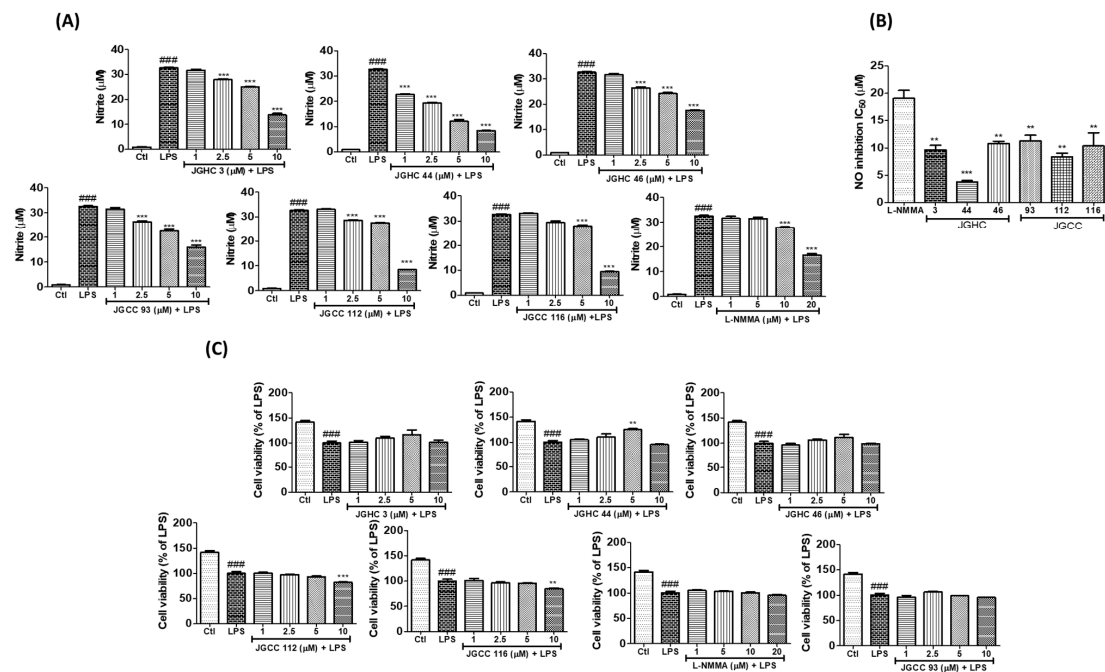 (A)
Nitrite (µM)
40
30
20
10
0
###
***
***
***
Ctl LPS 1 2.5 5 10
JGHC 3 (µM) + LPS
Nitrite (µM)
40
30
20
10
0
###
***
***
***
***
Ctl LPS 1 2.5 5 10
JGHC 44 (µM) + LPS
Nitrite (µM)
40
30
20
10
0
###
***
***
***
Ctl LPS 1 2.5 5 10
JGHC 46 (µM) + LPS
Nitrite (µM)
40
30
20
10
0
###
***
***
***
Ctl LPS 1 2.5 5 10
JGCC 93 (µM) + LPS
Nitrite (µM)
40
30
20
10
0
###
***
***
***
Ctl LPS 1 2.5 5 10
JGCC 112 (µM) + LPS
Nitrite (µM)
40
30
20
10
0
###
***
***
***
Ctl LPS 1 2.5 5 10
JGCC 116 (µM) +LPS
Nitrite (µM)
40
30
20
10
0
###
***
***
Ctl LPS 1 5 10 20
L-NMMA (µM) + LPS
(B)
NO inhibition IC50 (µM)
25
20
15
10
5
0
**
***
**
**
**
**
L-NMMA 3 44 46 93 112 116
JGHC JGCC
(C)
Cell viability (% of LPS)
200
150
100
50
0
###
Ctl LPS 1 2.5 5 10
JGHC 3 (µM) + LPS
Cell viability (% of LPS)
200
150
100
50
0
###
**
Ctl LPS 1 2.5 5 10
JGHC 44 (µM) + LPS
Cell viability (% of LPS)
200
150
100
50
0
###
Ctl LPS 1 2.5 5 10
JGHC 46 (µM) + LPS
Cell viability (% of LPS)
200
150
100
50
0
###
***
Ctl LPS 1 2.5 5 10
JGCC 112 (µM) + LPS
Cell viability (% of LPS)
200
150
100
50
0
###
**
Ctl LPS 1 2.5 5 10
JGCC 116 (µM) + LPS
Cell viability (% of LPS)
200
150
100
50
0
###
Ctl LPS 1 5 10 20
L-NMMA (µM) + LPS
Cell viability (% of LPS)
200
150
100
50
0
###
Ctl LPS 1 2.5 5 10
JGCC 93 (µM) + LPS